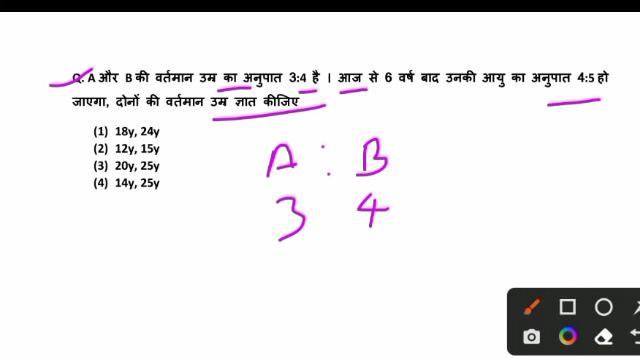 Q. A और B की वर्तमान उम्र का अनुपात 3:4 है । आज से 6 वर्ष बाद उनकी आयु का अनुपात 4:5 हो
जाएगा, दोनों की वर्तमान उम्र ज्ञात कीजिए
(1) 18y, 24y
(2) 12y, 15y
(3) 20y, 25y
(4) 14y, 25y
A : B
3 4